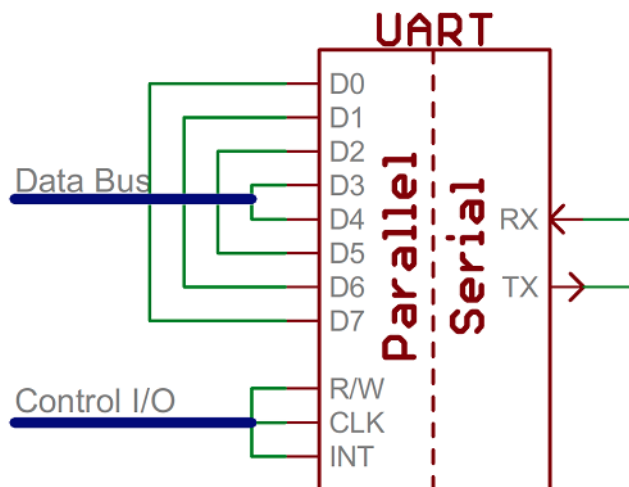 UART
D0
D1
D2
Data Bus
D3
D4
D5
D6
D7
Parallel
Serial
RX
TX
Control I/O
R/W
CLK
INT